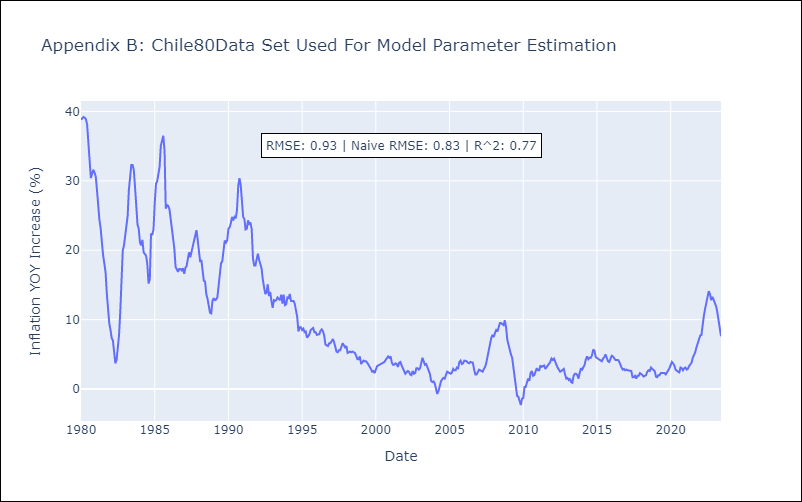 Appendix B: Chile80Data Set Used For Model Parameter Estimation
RMSE: 0.93 | Naive RMSE: 0.83 | R^2: 0.77
Inflation YOY Increase (%)
40
30
20
10
0
1980 1985 1990 1995 2000 2005 2010 2015 2020
Date